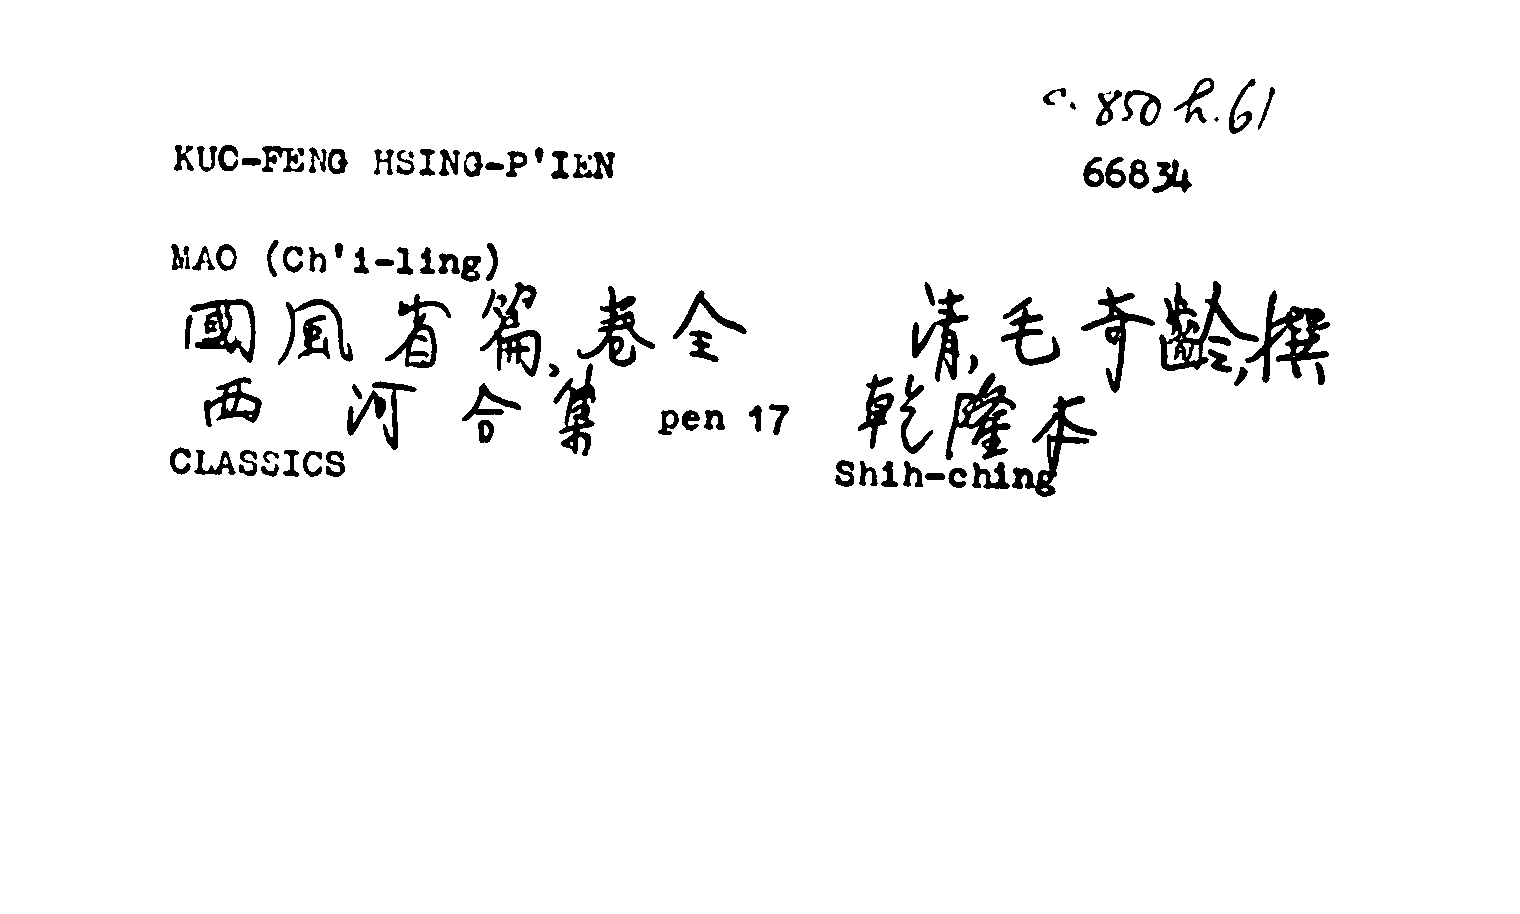 c. 850 h.61
KUO-FENG HSING-P'IEN
66834
MAO (Ch'i-ling)
國風省篇、卷全 清,毛奇齡,撰
西河合集 pen 17 乾隆本
CLASSICS Shih-ching